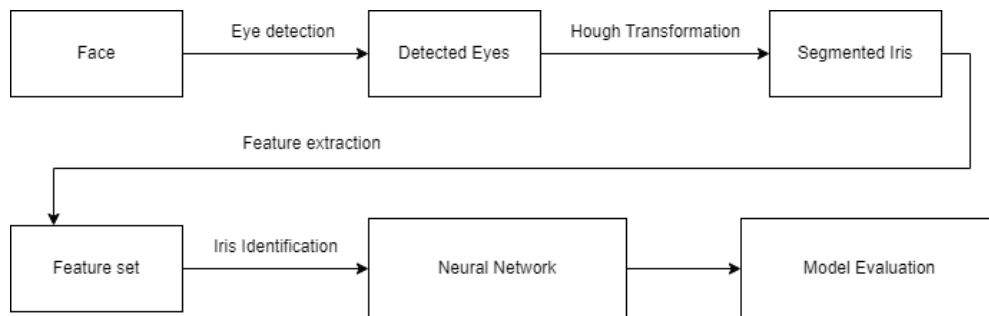 Face
Eye detection
Detected Eyes
Hough Transformation
Segmented Iris
Feature extraction
Feature set
Iris Identification
Neural Network
Model Evaluation